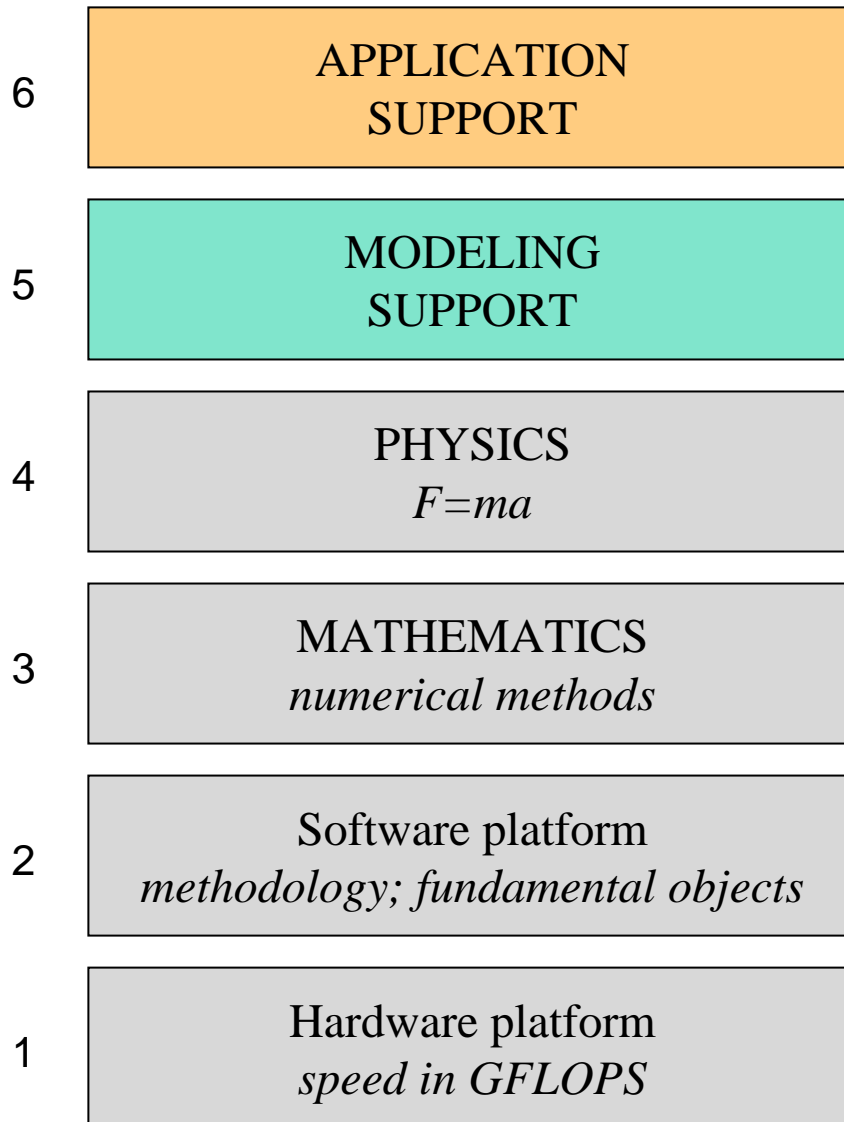 6
APPLICATION
SUPPORT
5
MODELING
SUPPORT
4
PHYSICS
F=ma
3
MATHEMATICS
numerical methods
2
Software platform
methodology; fundamental objects
1
Hardware platform
speed in GFLOPS